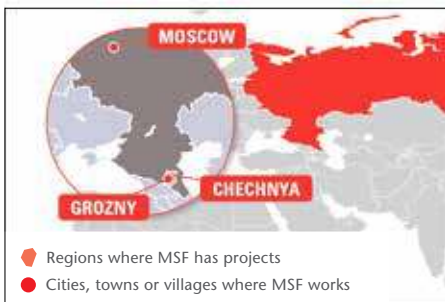 MOSCOW
CHECHNYA
GROZNY
Regions where MSF has projects
Cities, towns or villages where MSF works